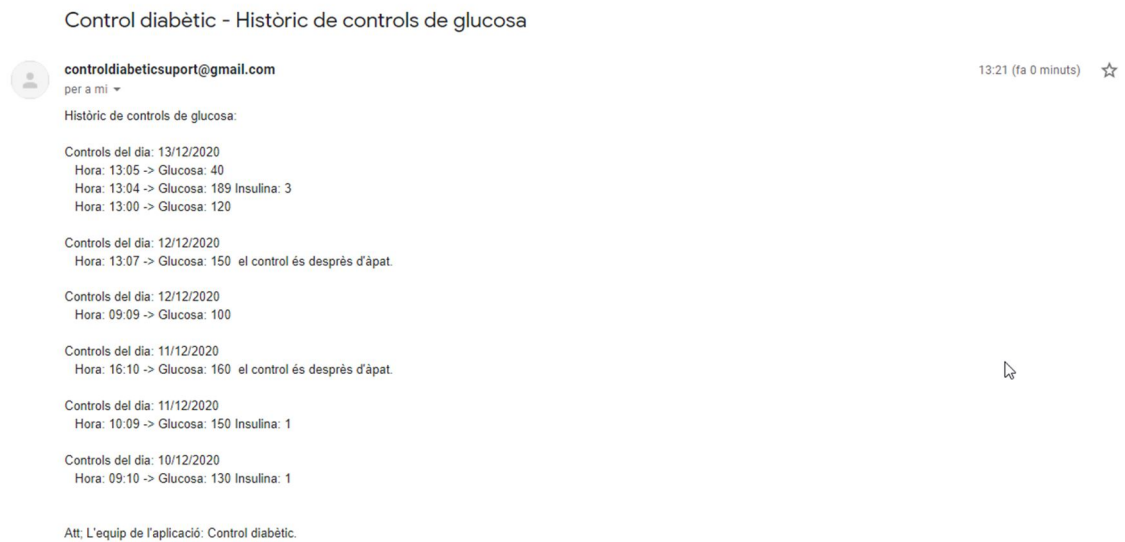 Control diabètic - Històric de controls de glucosa
controldiabeticsuport@gmail.com
13:21 (fa 0 minuts)
per a mi
Històric de controls de glucosa:
Controls del dia: 13/12/2020
Hora: 13:05 -> Glucosa: 40
Hora: 13:04 -> Glucosa: 189 Insulina: 3
Hora: 13:00 -> Glucosa: 120
Controls del dia: 12/12/2020
Hora: 13:07 -> Glucosa: 150  el control és desprès d'àpat.
Controls del dia: 12/12/2020
Hora: 09:09 -> Glucosa: 100
Controls del dia: 11/12/2020
Hora: 16:10 -> Glucosa: 160  el control és desprès d'àpat.
Controls del dia: 11/12/2020
Hora: 10:09 -> Glucosa: 150 Insulina: 1
Controls del dia: 10/12/2020
Hora: 09:10 -> Glucosa: 130 Insulina: 1
Att; L'equip de l'aplicació: Control diabètic.